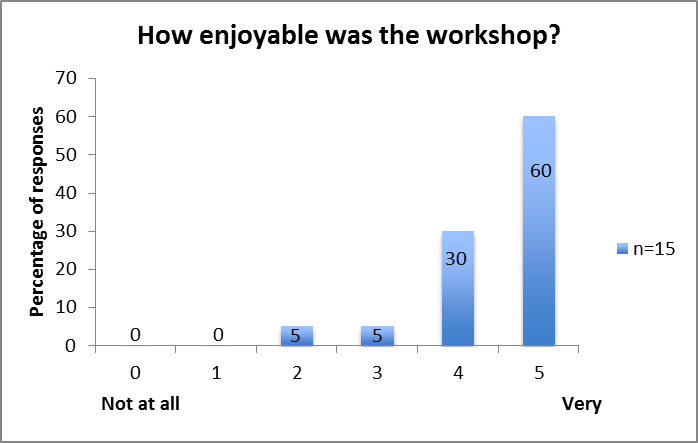 How enjoyable was the workshop?
Percentage of responses
70
60
50
40
30
20
10
0
0 0 5 5 30 60
n=15
0 1 2 3 4 5
Not at all Very